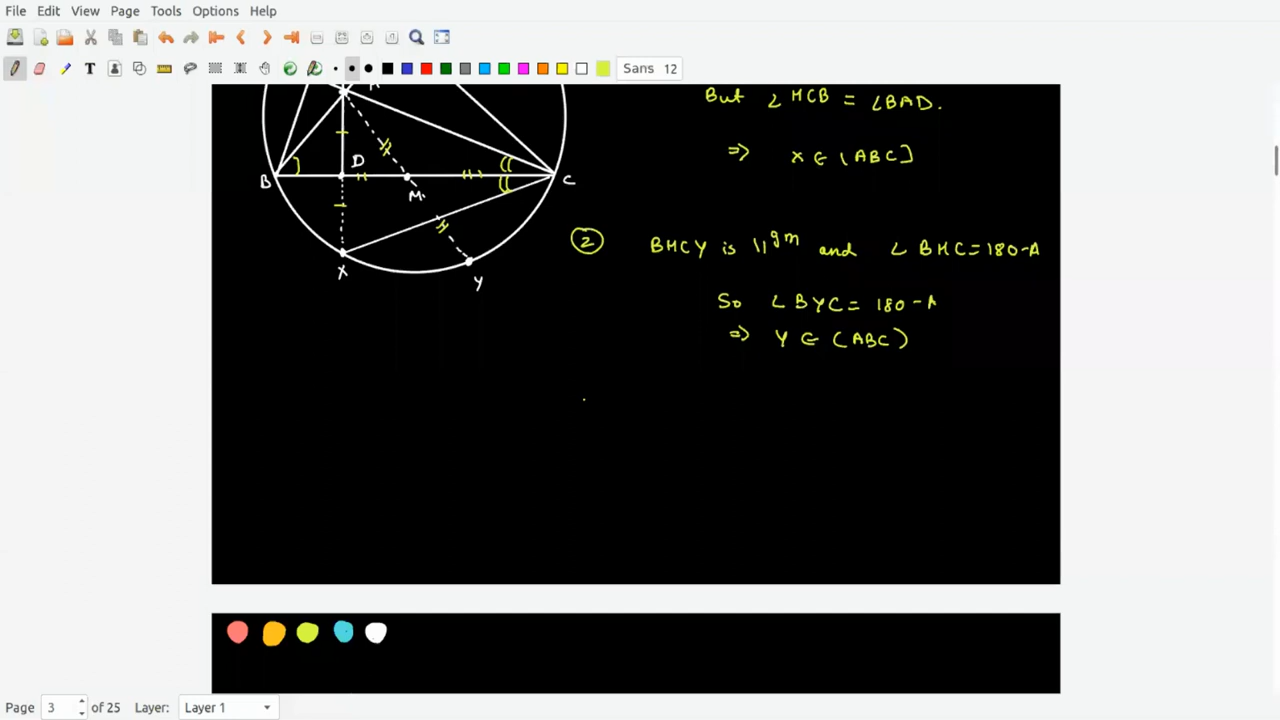 File Edit View Page Tools Options Help
Sans 12
But ∠HCB = ∠BAD.
⇒ X ∈ (ABC)
B D M C
X Y
② BHCY is 11gm and ∠BHC=180-A
So ∠BYC= 180-A
⇒ Y ∈ (ABC)
Page 3 of 25 Layer: Layer 1